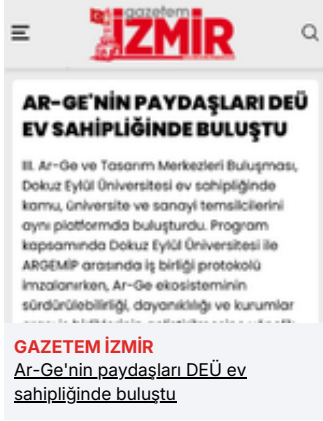 gazetem
İZMİR
AR-GE'NİN PAYDAŞLARI DEÜ
EV SAHİPLİĞİNDE BULUŞTU
III. Ar-Ge ve Tasarım Merkezleri Buluşması,
Dokuz Eylül Üniversitesi ev sahipliğinde
kamu, üniversite ve sanayi temsilcilerini
aynı platformda buluşturdu. Program
kapsamında Dokuz Eylül Üniversitesi ile
ARGEMİP arasında iş birliği protokolü
imzalanırken, Ar-Ge ekosisteminin
sürdürülebilirliği, dayanıklılığı ve kurumlar
GAZETEM İZMİR
Ar-Ge'nin paydaşları DEÜ ev
sahipliğinde buluştu